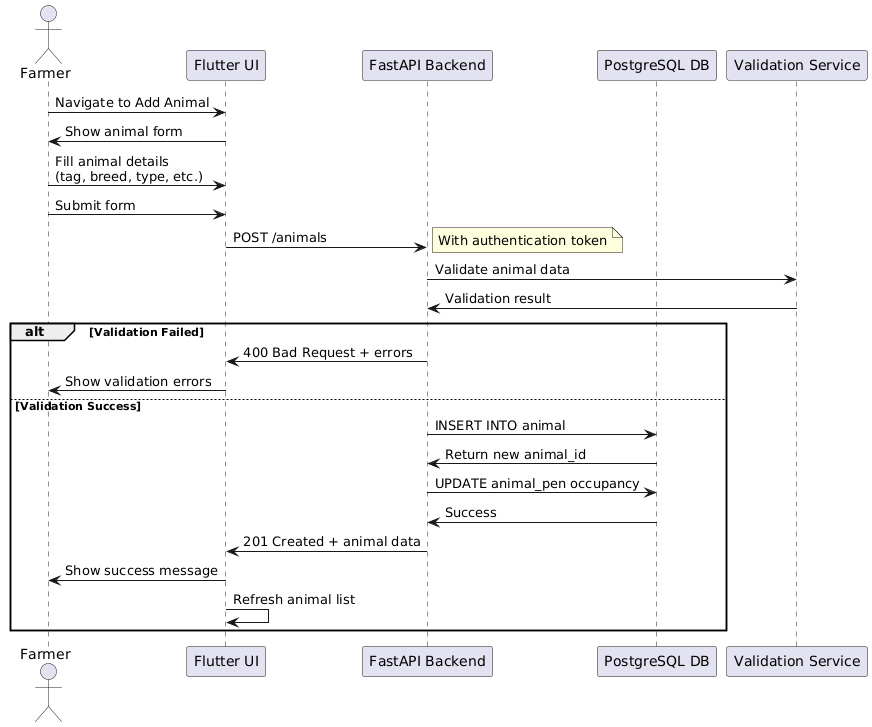 Farmer
Flutter UI
FastAPI Backend
PostgreSQL DB
Validation Service
Navigate to Add Animal
Show animal form
Fill animal details
(tag, breed, type, etc.)
Submit form
POST /animals
With authentication token
Validate animal data
Validation result
alt
[Validation Failed]
400 Bad Request + errors
Show validation errors
[Validation Success]
INSERT INTO animal
Return new animal_id
UPDATE animal_pen occupancy
Success
201 Created + animal data
Show success message
Refresh animal list
Farmer
Flutter UI
FastAPI Backend
PostgreSQL DB
Validation Service